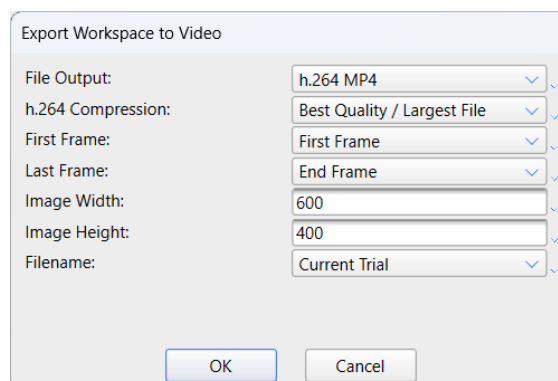 Export Workspace to Video
File Output: h.264 MP4
h.264 Compression: Best Quality / Largest File
First Frame: First Frame
Last Frame: End Frame
Image Width: 600
Image Height: 400
Filename: Current Trial
OK Cancel